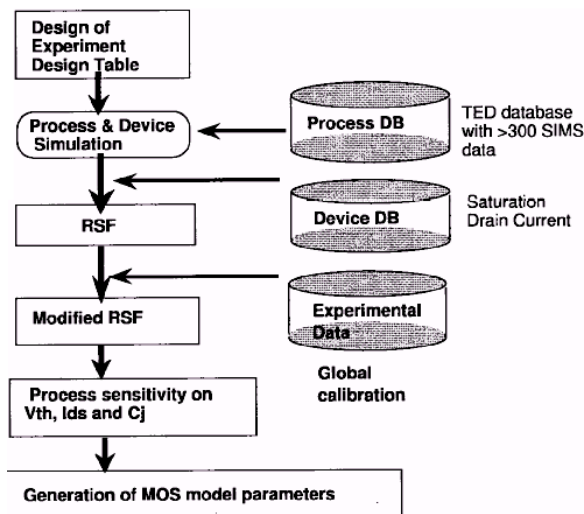 Design of
Experiment
Design Table
Process & Device
Simulation
Process DB
TED database
with >300 SIMS
data
RSF
Device DB
Saturation
Drain Current
Modified RSF
Experimental
Data
Global
calibration
Process sensitivity on
Vth, Ids and Cj
Generation of MOS model parameters